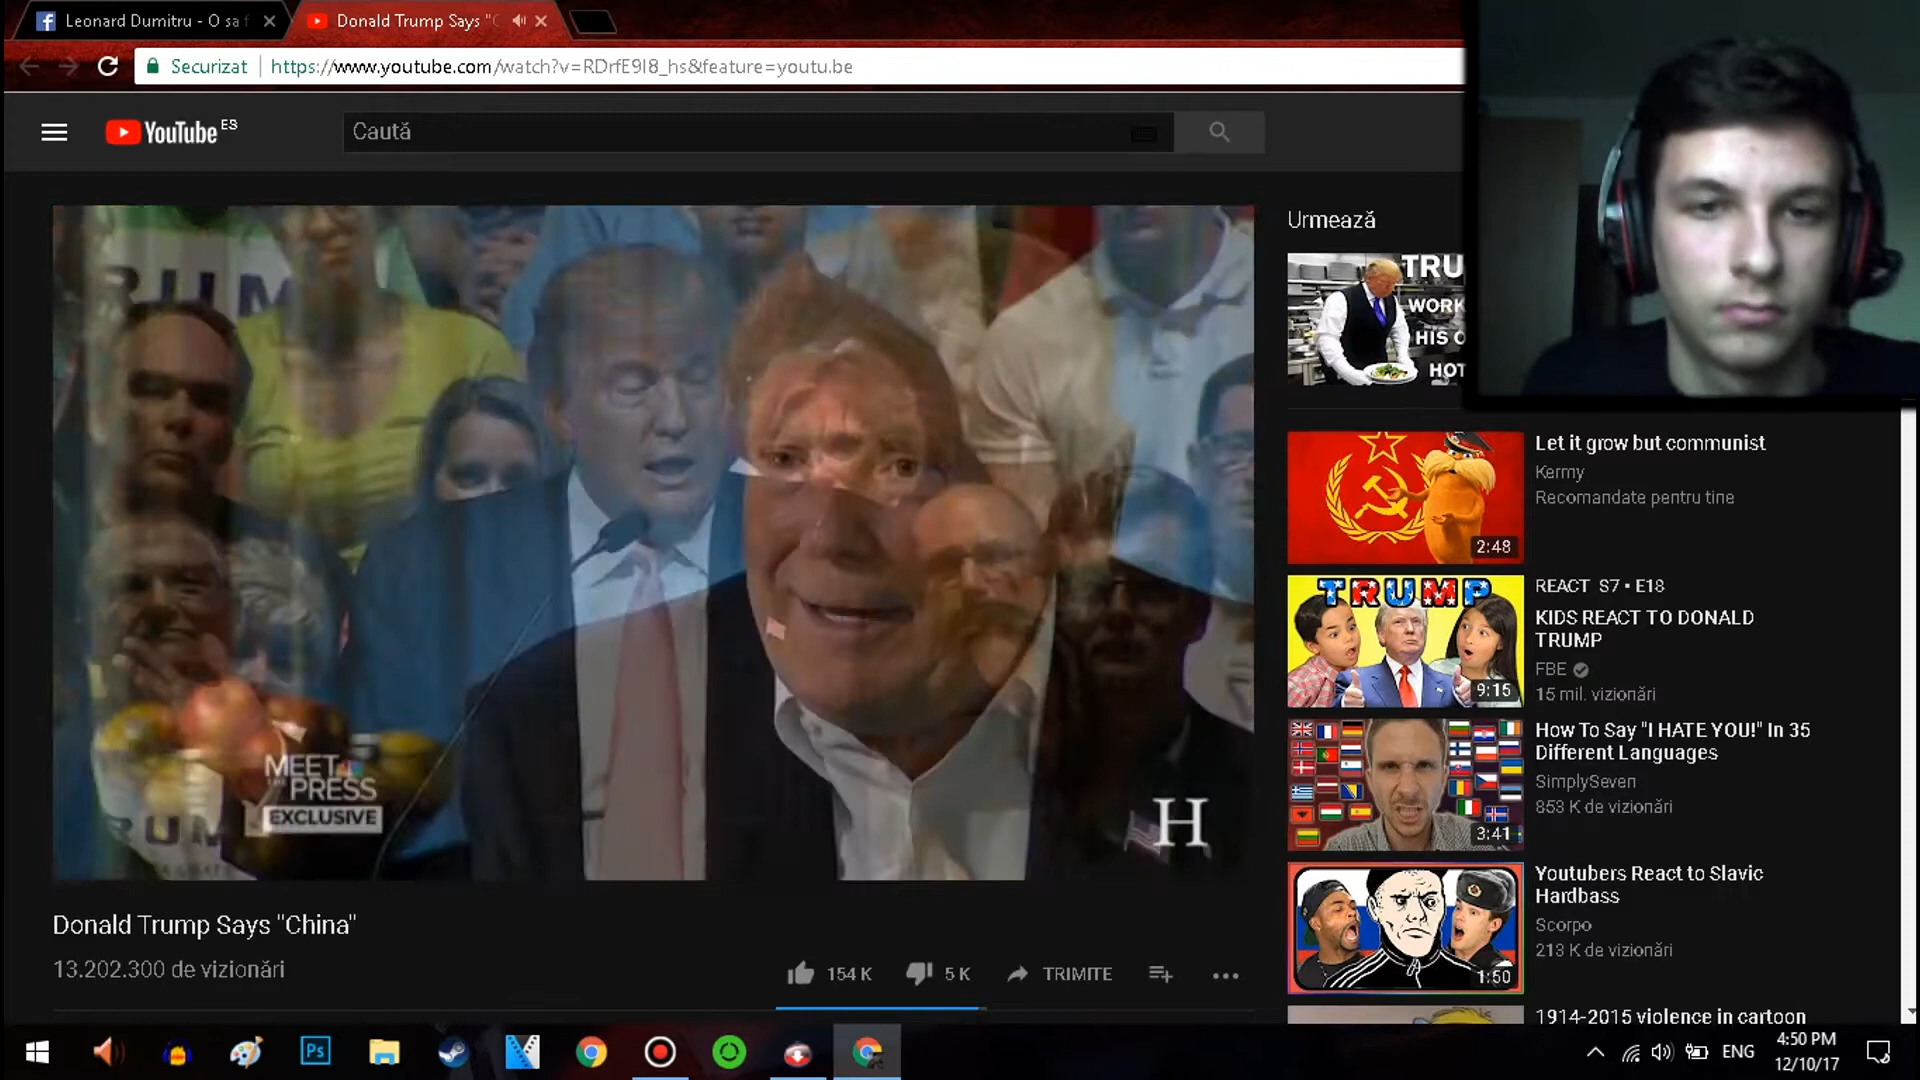 Leonard Dumitru - O sa f
Donald Trump Says "C
Securizat
https://www.youtube.com/watch?v=RDrfE9I8_hs&feature=youtu.be
YouTube ES
Caută
TRUM
MEET
THE PRESS
EXCLUSIVE
RUM
H
Donald Trump Says "China"
13.202.300 de vizionări
154 K
5 K
TRIMITE
Urmează
TRU
WORK
HIS O
HOT
2:48
Let it grow but communist
Kermy
Recomandate pentru tine
TRUMP
9:15
REACT S7 • E18
KIDS REACT TO DONALD
TRUMP
FBE
15 mil. vizionări
3:41
How To Say "I HATE YOU!" In 35
Different Languages
SimplySeven
853 K de vizionări
1:50
Youtubers React to Slavic
Hardbass
Scorpo
213 K de vizionări
1914-2015 violence in cartoon
Ps
ENG
4:50 PM
12/10/17